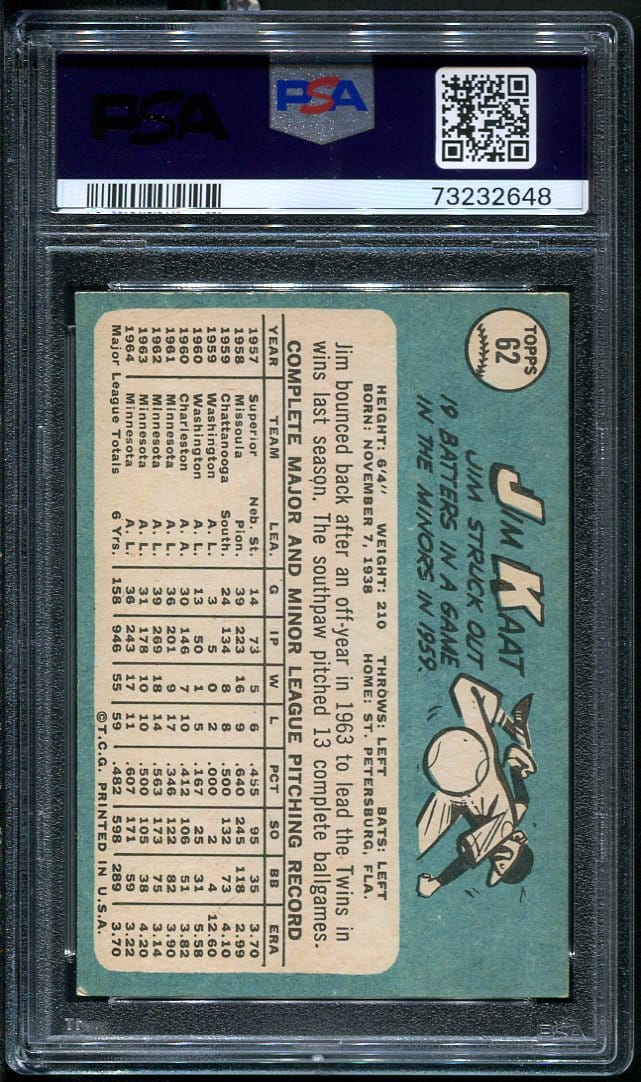 PSA
PSA
73232648
TOPPS
62
JIM KAAT
JIM STRUCK OUT
19 BATTERS IN A GAME
IN THE MINORS IN 1959.
HEIGHT: 6'4" WEIGHT: 210 THROWS: LEFT BATS: LEFT
BORN: NOVEMBER 7, 1938 HOME: ST. PETERSBURG, FLA.
Jim bounced back after an off-year in 1963 to lead the Twins in
wins last season. The southpaw pitched 13 complete ballgames.
COMPLETE MAJOR AND MINOR LEAGUE PITCHING RECORD
YEAR TEAM LEA. G IP W L PCT SO BB ERA
1957 Superior Neb. St. 14 73 5 6 .455 95 35 3.70
1958 Missoula Pion. 39 223 16 9 .640 245 118 2.99
1959 Chattanooga South. 24 134 8 8 .500 132 73 4.10
1959 Washington A. L. 3 5 0 2 .000 2 4 12.60
1960 Washington A. L. 13 50 1 5 .167 25 31 5.58
1960 Charleston A. A. 30 146 7 10 .412 106 51 3.82
1961 Minnesota A. L. 36 201 9 17 .346 122 82 3.90
1962 Minnesota A. L. 39 269 18 14 .563 173 75 3.14
1963 Minnesota A. L. 31 178 10 10 .500 105 38 4.20
1964 Minnesota A. L. 36 243 17 11 .607 171 59 3.22
Major League Totals 6 Yrs. 158 946 55 59 .482 598 289 3.70
©T.C.G. PRINTED IN U.S.A.
PSA